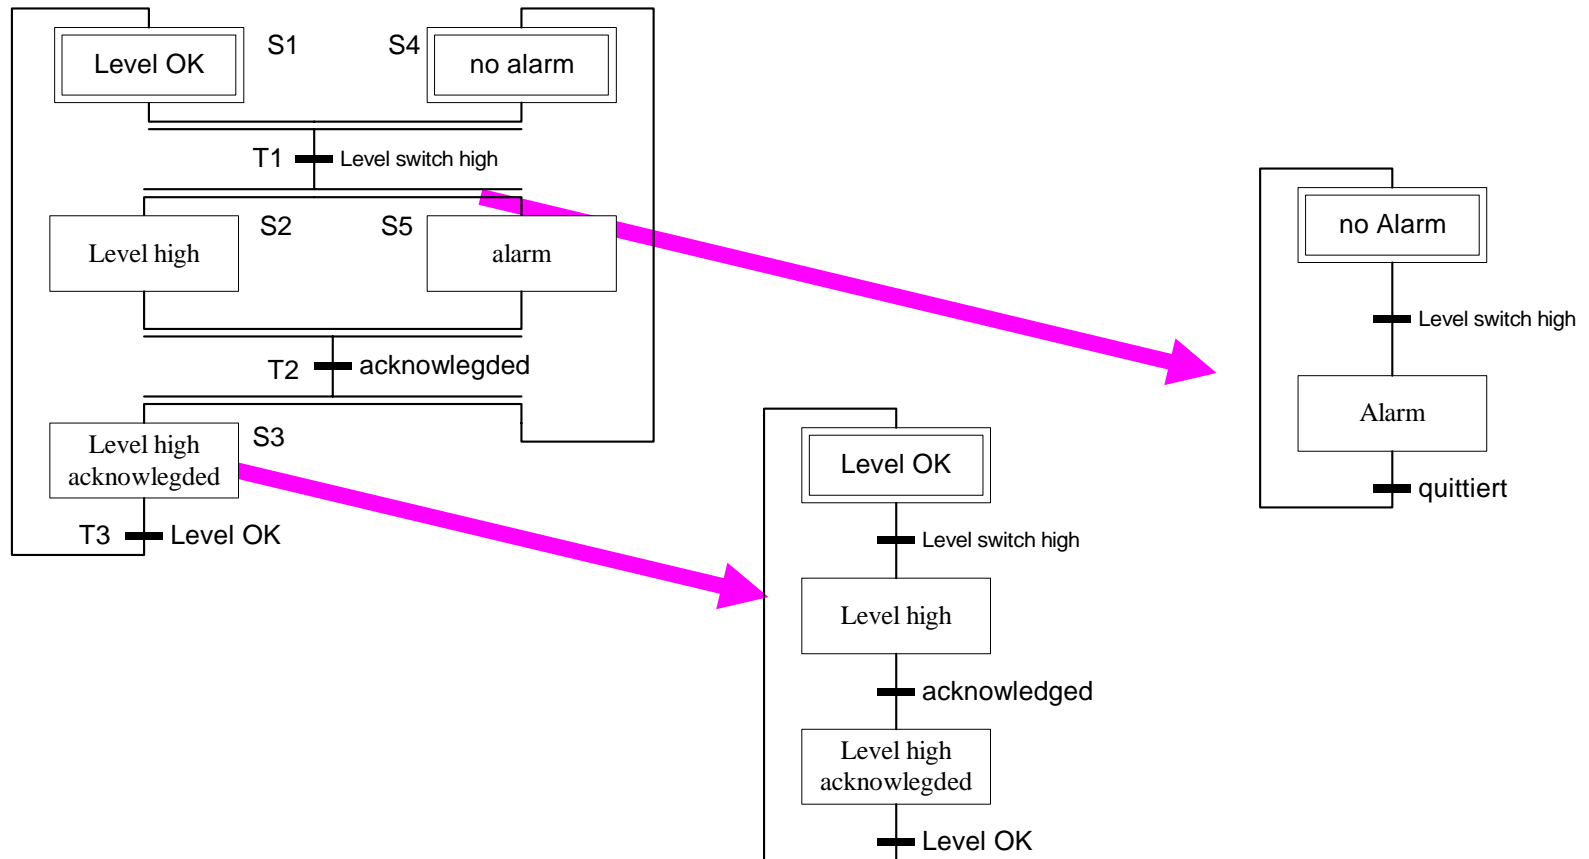 Level OK
S1
S4
no alarm
T1
Level switch high
S2
S5
Level high
alarm
T2
acknowlegded
Level high
acknowlegded
S3
T3
Level OK
Level OK
Level switch high
Level high
acknowledged
Level high
acknowlegded
Level OK
no Alarm
Level switch high
Alarm
quittiert